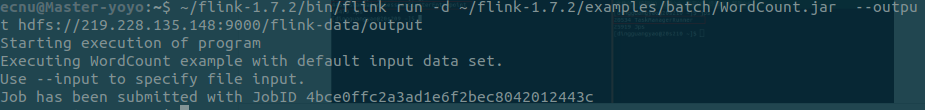 ecnu@Master-yoyo:~$ ~/flink-1.7.2/bin/flink run -d ~/flink-1.7.2/examples/batch/WordCount.jar  --outpu
t hdfs://219.228.135.148:9000/flink-data/output
Starting execution of program
Executing WordCount example with default input data set.
Use --input to specify file input.
Job has been submitted with JobID 4bce0ffc2a3ad1e6f2bec8042012443c